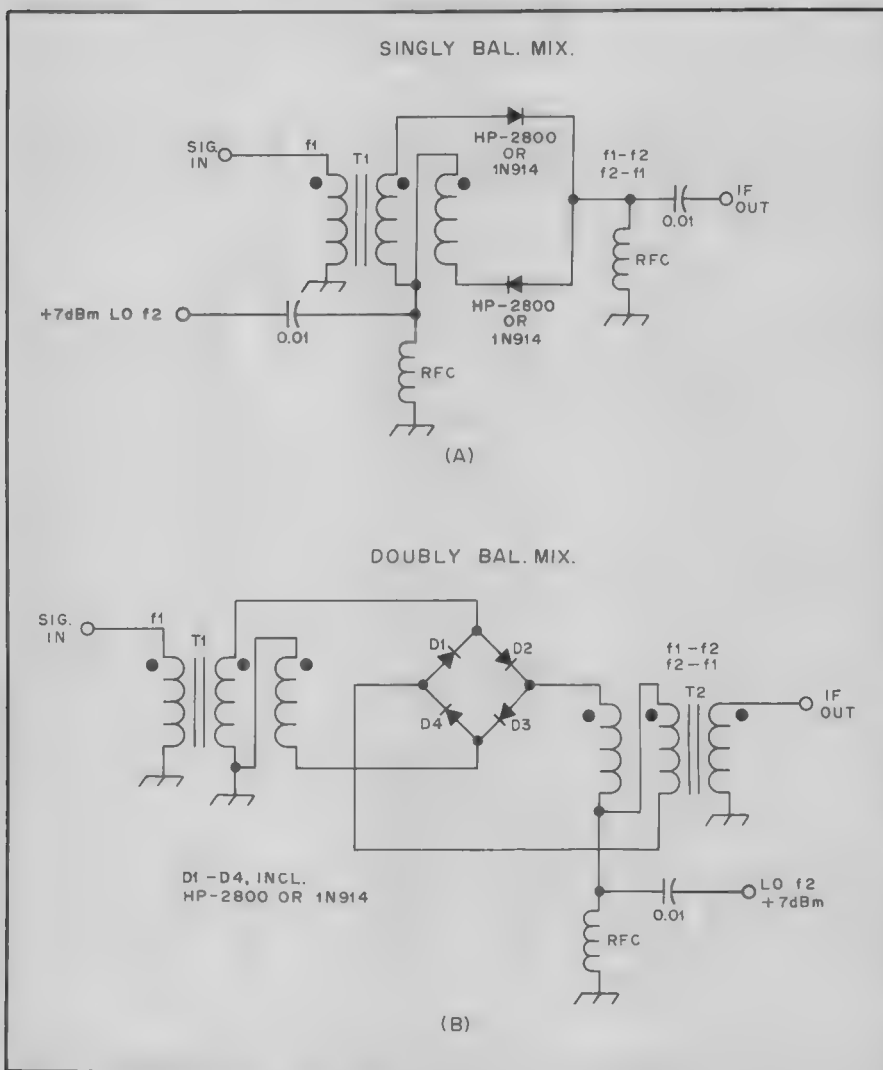 SINGLY BAL. MIX.
SIG.
IN
f1
T1
HP-2800
OR
1N914
f1-f2
f2-f1
0.01
IF
OUT
RFC
HP-2800
OR
1N914
+7dBm LO f2
0.01
RFC
(A)
DOUBLY BAL. MIX.
SIG.
IN
f1
T1
D1
D2
D4
D3
f1-f2
f2-f1
T2
IF
OUT
D1-D4, INCL.
HP-2800 OR 1N914
0.01
LO f2
+7dBm
RFC
(B)